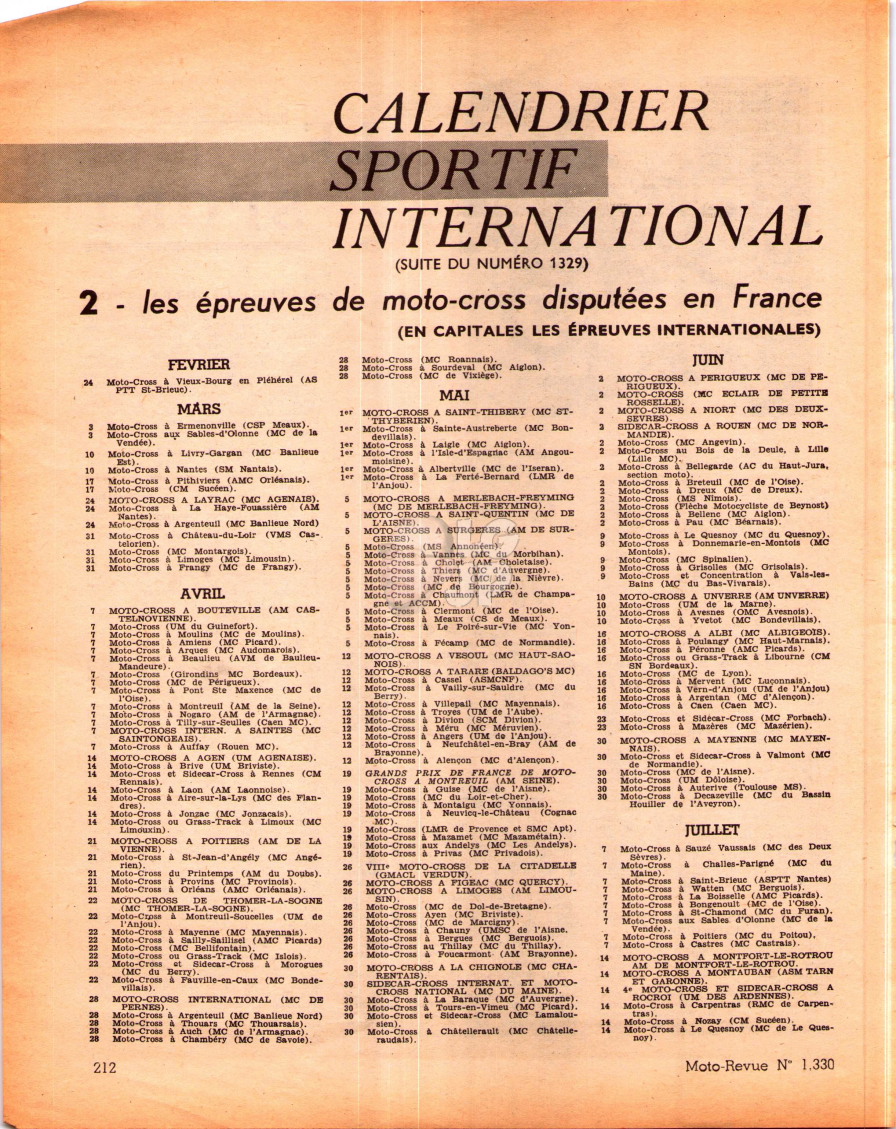 CALENDRIER
SPORTIF
INTERNATIONAL
(SUITE DU NUMÉRO 1329)
2 - les épreuves de moto-cross disputées en France
(EN CAPITALES LES ÉPREUVES INTERNATIONALES)
FEVRIER
24 Moto-Cross à Vieux-Bourg en Pléhérel (AS
PTT St-Brieuc).
MARS
3 Moto-Cross à Ermenonville (CSP Meaux).
3 Moto-Cross aux Sables-d'Olonne (MC de la
Vendée).
10 Moto-Cross à Livry-Gargan (MC Banlieue
Est).
10 Moto-Cross à Nantes (SM Nantais).
17 Moto-Cross à Pithiviers (AMC Orléanais).
17 Moto-Cross (CM Sucéen).
24 MOTO-CROSS A LAYRAC (MC AGENAIS).
24 Moto-Cross à La Haye-Fouassière (AM
Nantes).
24 Moto-Cross à Argenteuil (MC Banlieue Nord)
31 Moto-Cross à Château-du-Loir (VMS Cas-
telorien).
31 Moto-Cross (MC Montargois).
31 Moto-Cross à Limoges (MC Limousin).
31 Moto-Cross à Frangy (MC de Frangy).
AVRIL
7 MOTO-CROSS A BOUTEVILLE (AM CAS-
TELNOVIENNE).
7 Moto-Cross (UM du Guinefort).
7 Moto-Cross à Moulins (MC de Moulins).
7 Moto-Cross à Amiens (MC Picard).
7 Moto-Cross à Arques (MC Audomarois).
7 Moto-Cross à Beaulieu (AVM de Baulieu-
Mandeure).
7 Moto-Cross (Girondins MC Bordeaux).
7 Moto-Cross (MC de Périgueux).
7 Moto-Cross à Pont Ste Maxence (MC de
l'Oise).
7 Moto-Cross à Montreuil (AM de la Seine).
7 Moto-Cross à Nogaro (AM de l'Armagnac).
7 Moto-Cross à Tilly-sur-Seulles (Caen MC).
7 MOTO-CROSS INTERN. A SAINTES (MC
SAINTONGEAIS).
7 Moto-Cross à Auffay (Rouen MC).
14 MOTO-CROSS A AGEN (UM AGENAISE).
14 Moto-Cross à Brive (UM Briviste).
14 Moto-Cross et Sidecar-Cross à Rennes (CM
Rennais).
14 Moto-Cross à Laon (AM Laonnoise).
14 Moto-Cross à Aire-sur-la-Lys (MC des Flan-
dres).
14 Moto-Cross à Jonzac (MC Jonzacais).
14 Moto-Cross ou Grass-Track à Limoux (MC
Limouxin).
21 MOTO-CROSS A POITIERS (AM DE LA
VIENNE).
21 Moto-Cross à St-Jean-d'Angély (MC Angé-
rien).
21 Moto-Cross du Printemps (AM du Doubs).
21 Moto-Cross à Provins (MC Provinois).
21 Moto-Cross à Orléans (AMC Orléanais).
22 MOTO-CROSS DE THOMER-LA-SOGNE
(MC THOMER-LA-SOGNE).
22 Moto-Cross à Montreuil-Soucelles (UM de
l'Anjou).
22 Moto-Cross à Mayenne (MC Mayennais).
22 Moto-Cross à Sailly-Saillisel (AMC Picards)
22 Moto-Cross (MC Bellifontain).
22 Moto-Cross ou Grass-Track (MC Islois).
22 Moto-Cross et Sidecar-Cross à Morogues
(MC du Berry).
22 Moto-Cross à Fauville-en-Caux (MC Bonde-
villais).
28 MOTO-CROSS INTERNATIONAL (MC DE
PERNES).
28 Moto-Cross à Argenteuil (MC Banlieue Nord)
28 Moto-Cross à Thouars (MC Thouarsais).
28 Moto-Cross à Auch (MC de l'Armagnac).
28 Moto-Cross à Chambéry (MC de Savoie).
28 Moto-Cross (MC Roannais).
28 Moto-Cross à Sourdeval (MC Aiglon).
28 Moto-Cross (MC de Vixiège).
MAI
1er MOTO-CROSS A SAINT-THIBERY (MC ST-
THYBERIEN).
1er Moto-Cross à Sainte-Austreberte (MC Bon-
devillais).
1er Moto-Cross à Laigle (MC Aiglon).
1er Moto-Cross à l'Isle-d'Espagnac (AM Angou-
moisine).
1er Moto-Cross à Albertville (MC de l'Iseran).
1er Moto-Cross à La Ferté-Bernard (LMR de
l'Anjou).
5 MOTO-CROSS A MERLEBACH-FREYMING
(MC DE MERLEBACH-FREYMING).
5 MOTO-CROSS A SAINT-QUENTIN (MC DE
L'AISNE).
5 MOTO-CROSS A SURGERES (AM DE SUR-
GERES).
5 Moto-Cross (MS Annonéen).
5 Moto-Cross à Vannes (MC du Morbihan).
5 Moto-Cross à Cholet (AM Choletaise).
5 Moto-Cross à Thiers (MC d'Auvergne).
5 Moto-Cross à Nevers (MC de la Nièvre).
5 Moto-Cross (MC de Bourgogne).
5 Moto-Cross à Chaumont (LMR de Champa-
gne et ACCM).
5 Moto-Cross à Clermont (MC de l'Oise).
5 Moto-Cross à Meaux (CS de Meaux).
5 Moto-Cross à Le Poiré-sur-Vie (MC Yon-
nais).
5 Moto-Cross à Fécamp (MC de Normandie).
12 MOTO-CROSS A VESOUL (MC HAUT-SAO-
NOIS).
12 MOTO-CROSS A TARARE (BALDAGO'S MC)
12 Moto-Cross à Cassel (ASMCNF).
12 Moto-Cross à Vailly-sur-Sauldre (MC du
Berry).
12 Moto-Cross à Villepail (MC Mayennais).
12 Moto-Cross à Troyes (UM de l'Aube).
12 Moto-Cross à Divion (SCM Divion).
12 Moto-Cross à Méru (MC Méruvien).
12 Moto-Cross à Angers (UM de l'Anjou).
12 Moto-Cross à Neufchâtel-en-Bray (AM de
Brayonne).
12 Moto-Cross à Alençon (MC d'Alençon).
19 GRANDS PRIX DE FRANCE DE MOTO-
CROSS A MONTREUIL (AM SEINE).
19 Moto-Cross à Guise (MC de l'Aisne).
19 Moto-Cross (MC du Loir-et-Cher).
19 Moto-Cross à Montaigu (MC Yonnais).
19 Moto-Cross à Neuvicq-le-Château (Cognac
MC).
19 Moto-Cross (LMR de Provence et SMC Apt).
19 Moto-Cross à Mazamet (MC Mazamétain).
19 Moto-Cross aux Andelys (MC Les Andelys).
19 Moto-Cross à Privas (MC Privadois).
26 VIIIe MOTO-CROSS DE LA CITADELLE
(GMACL VERDUN).
26 MOTO-CROSS A FIGEAC (MC QUERCY).
26 MOTO-CROSS A LIMOGES (AM LIMOU-
SIN).
26 Moto-Cross (MC de Dol-de-Bretagne).
26 Moto-Cross Ayen (MC Briviste).
26 Moto-Cross (MC de Marcigny).
26 Moto-Cross à Chauny (UMSC de l'Aisne.
26 Moto-Cross à Bergues (MC Berguois).
26 Moto-Cross au Thillay (MC du Thillay).
26 Moto-Cross à Foucarmont (AM Brayonne).
30 MOTO-CROSS A LA CHIGNOLE (MC CHA-
RENTAIS).
30 SIDECAR-CROSS INTERNAT. ET MOTO-
CROSS NATIONAL (MC DU MAINE).
30 Moto-Cross à La Baraque (MC d'Auvergne).
30 Moto-Cross à Tours-en-Vimeu (MC Picard).
30 Moto-Cross et Sidecar-Cross (MC Lamalou-
sien).
30 Moto-Cross à Châtellerault (MC Châtelle-
raudais).
JUIN
2 MOTO-CROSS A PERIGUEUX (MC DE PE-
RIGUEUX).
2 MOTO-CROSS (MC ECLAIR DE PETITE
ROSSELLE).
2 MOTO-CROSS A NIORT (MC DES DEUX-
SEVRES).
2 SIDECAR-CROSS A ROUEN (MC DE NOR-
MANDIE).
2 Moto-Cross (MC Angevin).
2 Moto-Cross au Bois de la Deule, à Lille
(Lille MC).
2 Moto-Cross à Bellegarde (AC du Haut-Jura,
section moto).
2 Moto-Cross à Breteuil (MC de l'Oise).
2 Moto-Cross à Dreux (MC de Dreux).
2 Moto-Cross (MS Nîmois).
2 Moto-Cross (Flèche Motocycliste de Beynost)
2 Moto-Cross à Bellenc (MC Aiglon).
2 Moto-Cross à Pau (MC Béarnais).
9 Moto-Cross à Le Quesnoy (MC du Quesnoy).
9 Moto-Cross à Donnemarie-en-Montois (MC
Montois).
9 Moto-Cross (MC Spinalien).
9 Moto-Cross à Grisolles (MC Grisolais).
9 Moto-Cross et Concentration à Vals-les-
Bains (MC du Bas-Vivarais).
10 MOTO-CROSS A UNVERRE (AM UNVERRE)
10 Moto-Cross (UM de la Marne).
10 Moto-Cross à Avesnes (OMC Avesnois).
10 Moto-Cross à Yvetot (MC Bondevillais).
16 MOTO-CROSS A ALBI (MC ALBIGEOIS).
16 Moto-Cross à Poulangy (MC Haut-Marnais).
16 Moto-Cross à Péronne (AMC Picards).
16 Moto-Cross ou Grass-Track à Libourne (CM
SN Bordeaux).
16 Moto-Cross (MC de Lyon).
16 Moto-Cross à Mervent (MC Luçonnais).
16 Moto-Cross à Vern-d'Anjou (UM de l'Anjou)
16 Moto-Cross à Argentan (MC d'Alençon).
16 Moto-Cross à Caen (Caen MC).
23 Moto-Cross et Sidécar-Cross (MC Forbach).
23 Moto-Cross à Mazères (MC Mazérien).
30 MOTO-CROSS A MAYENNE (MC MAYEN-
NAIS).
30 Moto-Cross et Sidecar-Cross à Valmont (MC
de Normandie).
30 Moto-Cross (MC de l'Aisne).
30 Moto-Cross (UM Dôloise).
30 Moto-Cross à Auterive (Toulouse MS).
30 Moto-Cross à Decazeville (MC du Bassin
Houiller de l'Aveyron).
JUILLET
7 Moto-Cross à Sauzé Vaussais (MC des Deux
Sèvres).
7 Moto-Cross à Challes-Parigné (MC du
Maine).
7 Moto-Cross à Saint-Brieuc (ASPTT Nantes)
7 Moto-Cross à Watten (MC Berguois).
7 Moto-Cross à La Boisselle (AMC Picards).
7 Moto-Cross à Bongenoult (MC de l'Oise).
7 Moto-Cross à St-Chamond (MC du Furan).
7 Moto-Cross aux Sables d'Olonne (MC de la
Vendée).
7 Moto-Cross à Poitiers (MC du Poitou).
7 Moto-Cross à Castres (MC Castrais).
14 MOTO-CROSS A MONTFORT-LE-ROTROU
AM DE MONTFORT-LE-ROTROU.
14 MOTO-CROSS A MONTAUBAN (ASM TARN
ET GARONNE).
14 4e MOTO-CROSS ET SIDECAR-CROSS A
ROCROI (UM DES ARDENNES).
14 Moto-Cross à Carpentras (RMC de Carpen-
tras).
14 Moto-Cross à Nozay (CM Sucéen).
14 Moto-Cross à Le Quesnoy (MC de Le Ques-
noy).
212
Moto-Revue N° 1.330